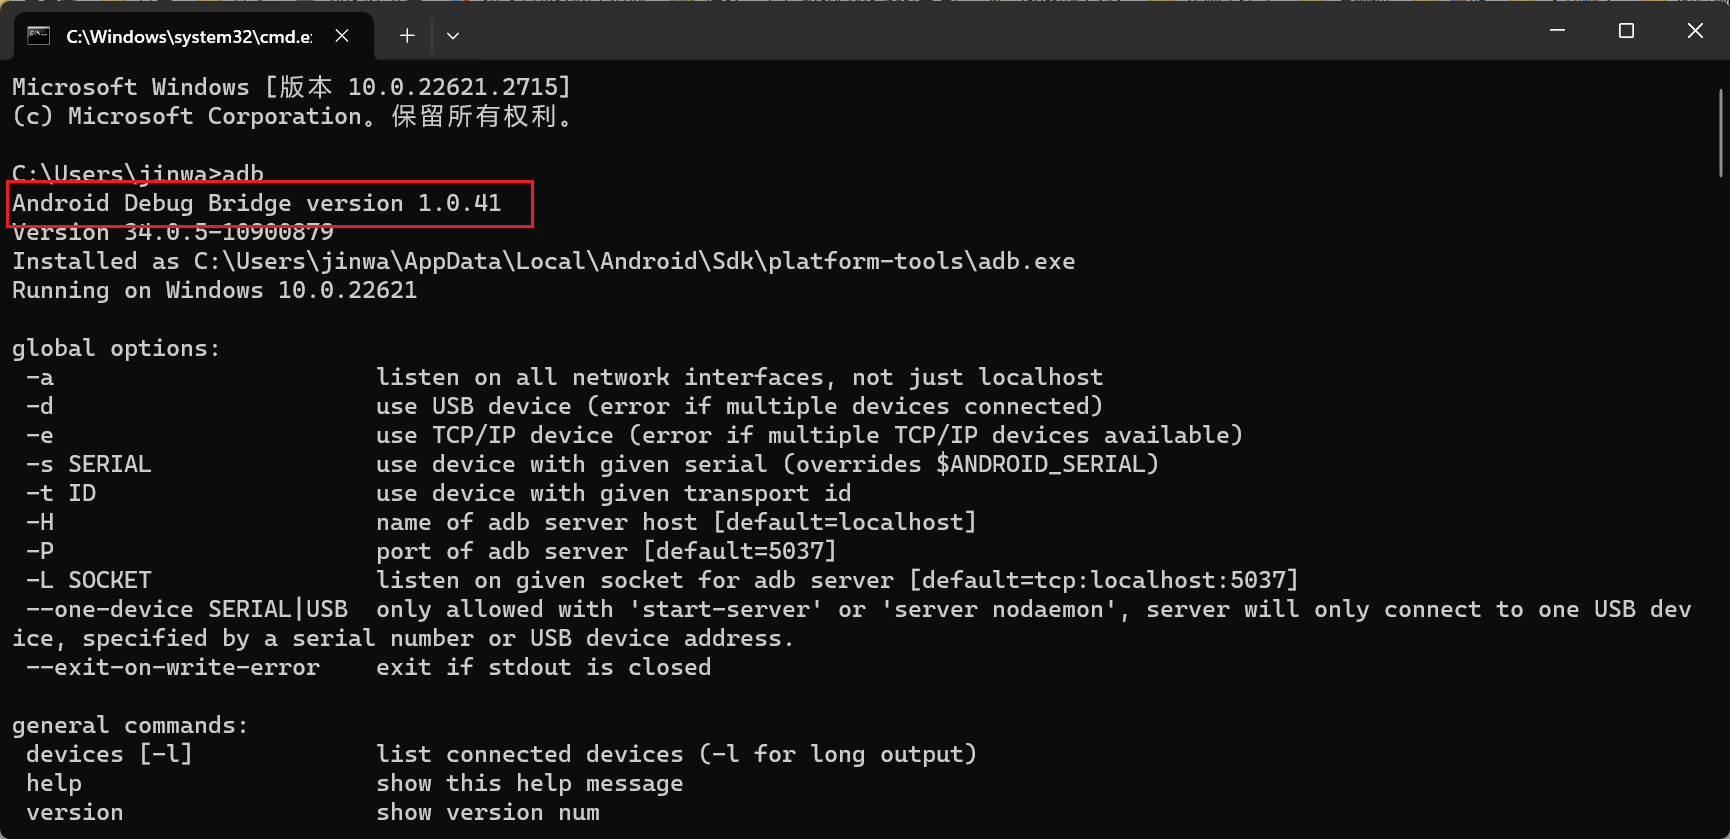 C:\Windows\system32\cmd.e
Microsoft Windows [版本 10.0.22621.2715]
(c) Microsoft Corporation。保留所有权利。
C:\Users\jinwa>adb
Android Debug Bridge version 1.0.41
Version 34.0.5-10900879
Installed as C:\Users\jinwa\AppData\Local\Android\Sdk\platform-tools\adb.exe
Running on Windows 10.0.22621
global options:
-a listen on all network interfaces, not just localhost
-d use USB device (error if multiple devices connected)
-e use TCP/IP device (error if multiple TCP/IP devices available)
-s SERIAL use device with given serial (overrides $ANDROID_SERIAL)
-t ID use device with given transport id
-H name of adb server host [default=localhost]
-P port of adb server [default=5037]
-L SOCKET listen on given socket for adb server [default=tcp:localhost:5037]
--one-device SERIAL|USB only allowed with 'start-server' or 'server nodaemon', server will only connect to one USB dev
ice, specified by a serial number or USB device address.
--exit-on-write-error exit if stdout is closed
general commands:
devices [-l] list connected devices (-l for long output)
help show this help message
version show version num